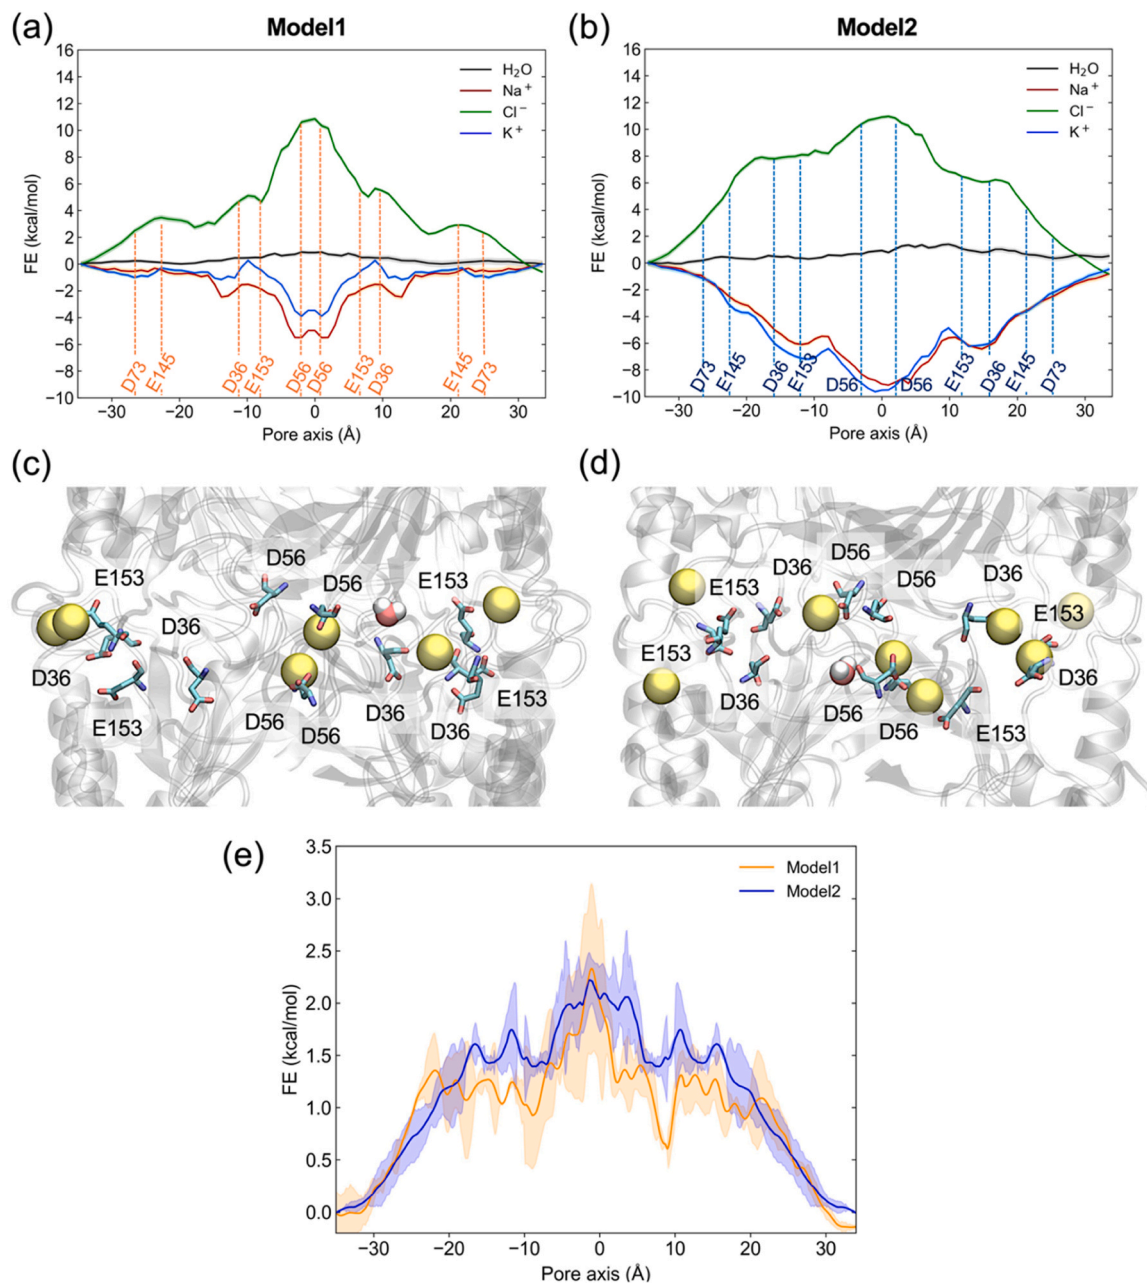 (a)
Model1
16
14
12
10
8
6
4
2
0
−2
−4
−6
−8
−10
FE (kcal/mol)
H₂O
Na⁺
Cl⁻
K⁺
D73
E145
D36
E153
D56
D56
E153
D36
E145
D73
−30
−20
−10
0
10
20
30
Pore axis (Å)
(b)
Model2
16
14
12
10
8
6
4
2
0
−2
−4
−6
−8
−10
FE (kcal/mol)
H₂O
Na⁺
Cl⁻
K⁺
D73
E145
D36
E153
D56
D56
E153
D36
E145
D73
−30
−20
−10
0
10
20
30
Pore axis (Å)
(c)
D56
E153
D56
E153
D36
D36
D36
E153
D56
D56
D36
(d)
D56
D36
D56
D36
E153
E153
E153
D36
D36
D56
D56
E153
(e)
3.5
3.0
2.5
2.0
1.5
1.0
0.5
0.0
FE (kcal/mol)
Model1
Model2
−30
−20
−10
0
10
20
30
Pore axis (Å)